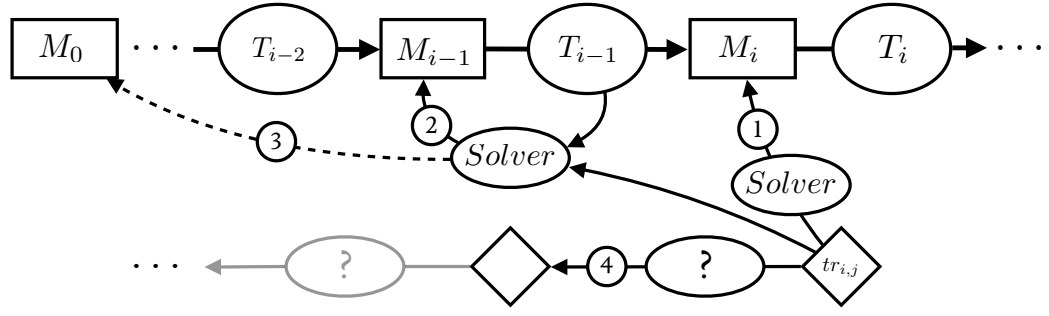 M_0 ··· T_{i−2} M_{i−1} T_{i−1} M_i T_i ···
2 1
3
Solver
Solver
··· ? 4 ? tr_{i,j}